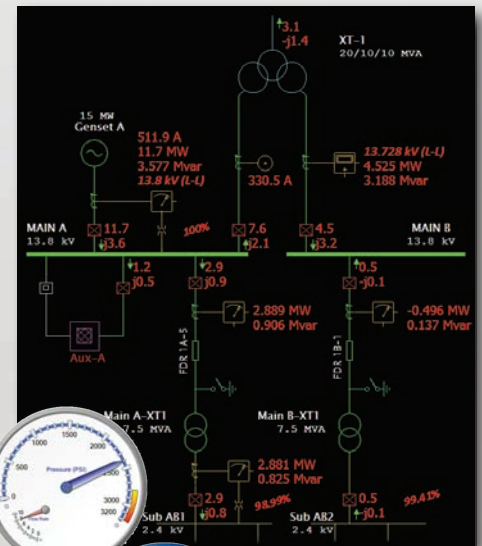 3.1
-j1.4
XT-1
20/10/10 MVA
15 MW
Genset A
511.9 A
11.7 MW
3.577 Mvar
13.8 kV (L-L)
330.5 A
13.728 kV (L-L)
4.525 MW
3.188 Mvar
MAIN A
13.8 kV
11.7
j3.6
100%
7.6
j2.1
4.5
j3.2
MAIN B
13.8 kV
1.2
j0.5
2.9
j0.9
0.5
-j0.1
Aux-A
2.889 MW
0.906 Mvar
-0.496 MW
0.137 Mvar
FDR 1A-5
FDR 1B-1
Main A-XT1
7.5 MVA
Main B-XT1
7.5 MVA
2.881 MW
0.825 Mvar
2.9
j0.8
98.99%
0.5
-j0.1
99.41%
Sub AB1
2.4 kV
Sub AB2
2.4 kV
0
500
1000
1500
2000
3000
3200
Pressure (PSI)